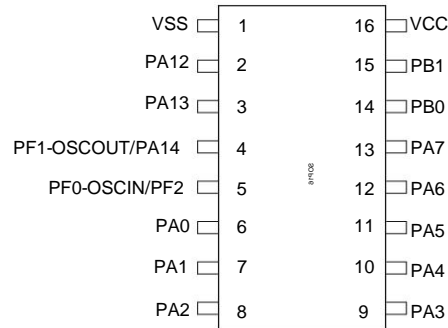 VSS 1 16 VCC
PA12 2 15 PB1
PA13 3 14 PB0
PF1-OSCOUT/PA14 4 13 PA7
PF0-OSCIN/PF2 5 12 PA6
PA0 6 11 PA5
PA1 7 10 PA4
PA2 8 9 PA3
SOP16